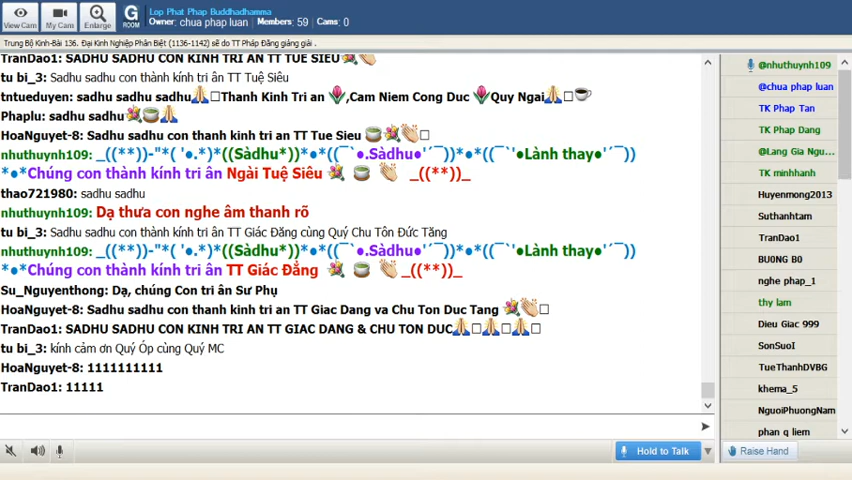 View Cam
My Cam
Enlarge
G
ROOM
Lop Phat Phap Buddhadhamma
Owner: chua phap luan Members: 59 Cams: 0
Trung Bộ Kinh-Bài 136. Đại Kinh Nghiệp Phân Biệt (1136-1142) sẽ do TT Pháp Đăng giảng giải .
TranDao1: SADHU SADHU CON KINH TRI AN TT TUE SIEU💐👏
tu bi_3: Sadhu sadhu con thành kính tri ân TT Tuệ Siêu
tntueduyen: sadhu sadhu sadhu🙏□Thanh Kinh Tri an 🌷,Cam Niem Cong Duc 🌷Quy Ngai🙏□☕
Phaplu: sadhu sadhu💐🍵🙏
HoaNguyet-8: Sadhu sadhu con thanh kinh tri an TT Tue Sieu 🍵💐👏□
nhuthuynh109: _((**))-"*( '●.*)*((Sàdhu*))*●*((¯`●.Sàdhu●'´¯))*●*((¯`'●Lành thay●'´¯))
*●*Chúng con thành kính tri ân Ngài Tuệ Siêu 💐 🍵 👏 _((**))_
thao721980: sadhu sadhu
nhuthuynh109: Dạ thưa con nghe âm thanh rõ
tu bi_3: Sadhu sadhu con thành kính tri ân TT Giác Đăng cùng Quý Chu Tôn Đức Tăng
nhuthuynh109: _((**))-"*( '●.*)*((Sàdhu*))*●*((¯`●.Sàdhu●'´¯))*●*((¯`'●Lành thay●'´¯))
*●*Chúng con thành kính tri ân TT Giác Đẳng 💐 🍵 👏 _((**))_
Su_Nguyenthong: Dạ, chúng Con tri ân Sư Phụ
HoaNguyet-8: Sadhu sadhu con thanh kinh tri an TT Giac Dang va Chu Ton Duc Tang 💐👏□
TranDao1: SADHU SADHU CON KINH TRI AN TT GIAC DANG & CHU TON DUC🙏□🙏□🙏□
tu bi_3: kính cảm ơn Quý Óp cùng Quý MC
HoaNguyet-8: 1111111111
TranDao1: 11111
Hold to Talk
@nhuthuynh109
@chua phap luan
TK Phap Tan
TK Phap Dang
@Lang Gia Ngu...
TK minhhanh
Huyenmong2013
Suthanhtam
TranDao1
BU0NG B0
nghe phap_1
thy lam
Dieu Giac 999
SonSuoI
TueThanhDVBG
khema_5
NguoiPhuongNam
phan q liem
Raise Hand